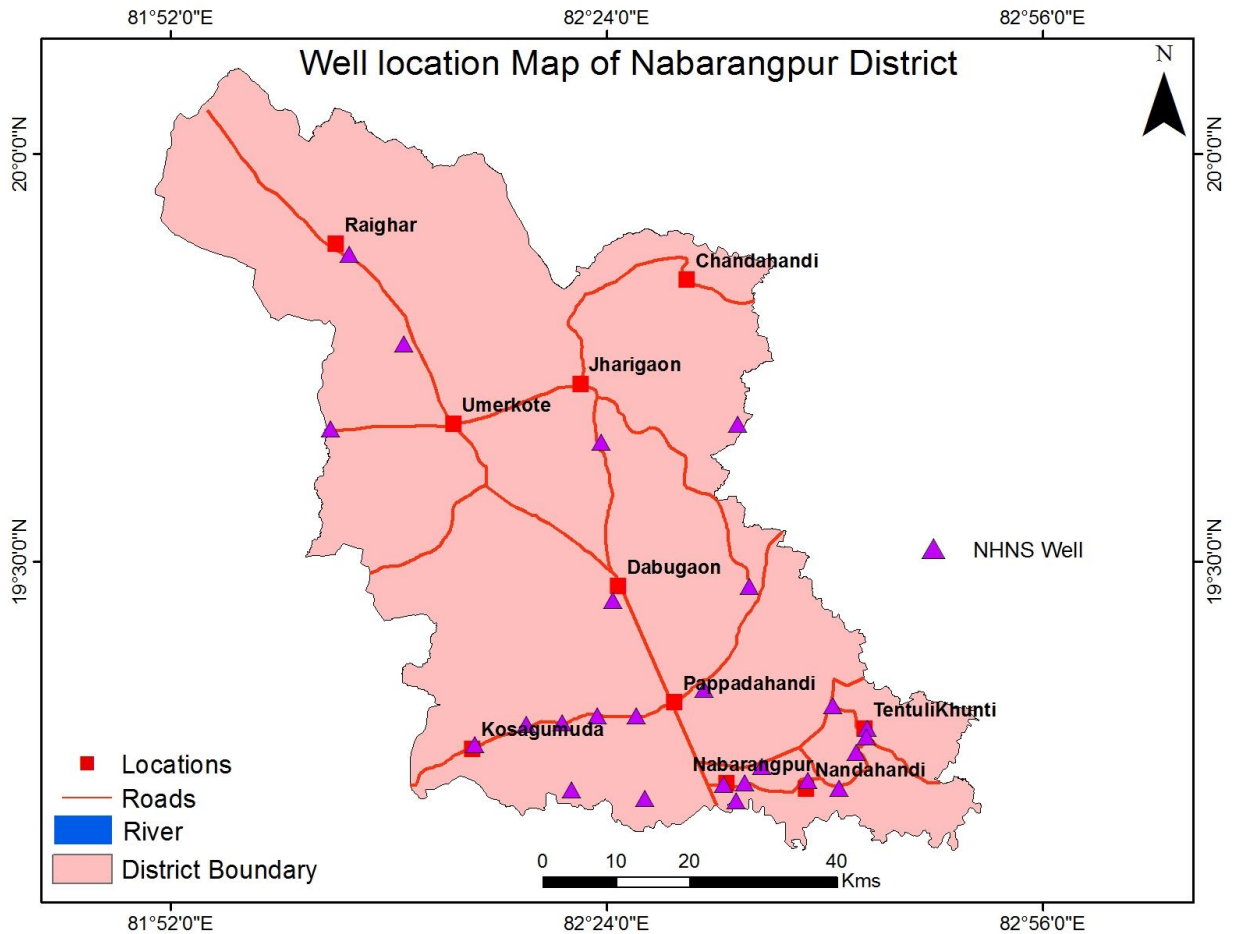 81°52'0"E 82°24'0"E 82°56'0"E
Well location Map of Nabarangpur District
N
20°0'0"N
20°0'0"N
Raighar
Chandahandi
Jharigaon
Umerkote
19°30'0"N
19°30'0"N
NHNS Well
Dabugaon
Pappadahandi
TentuliKhunti
Kosagumuda
Nabarangpur
Nandahandi
Locations
Roads
River
District Boundary
0 10 20 40
Kms
81°52'0"E 82°24'0"E 82°56'0"E